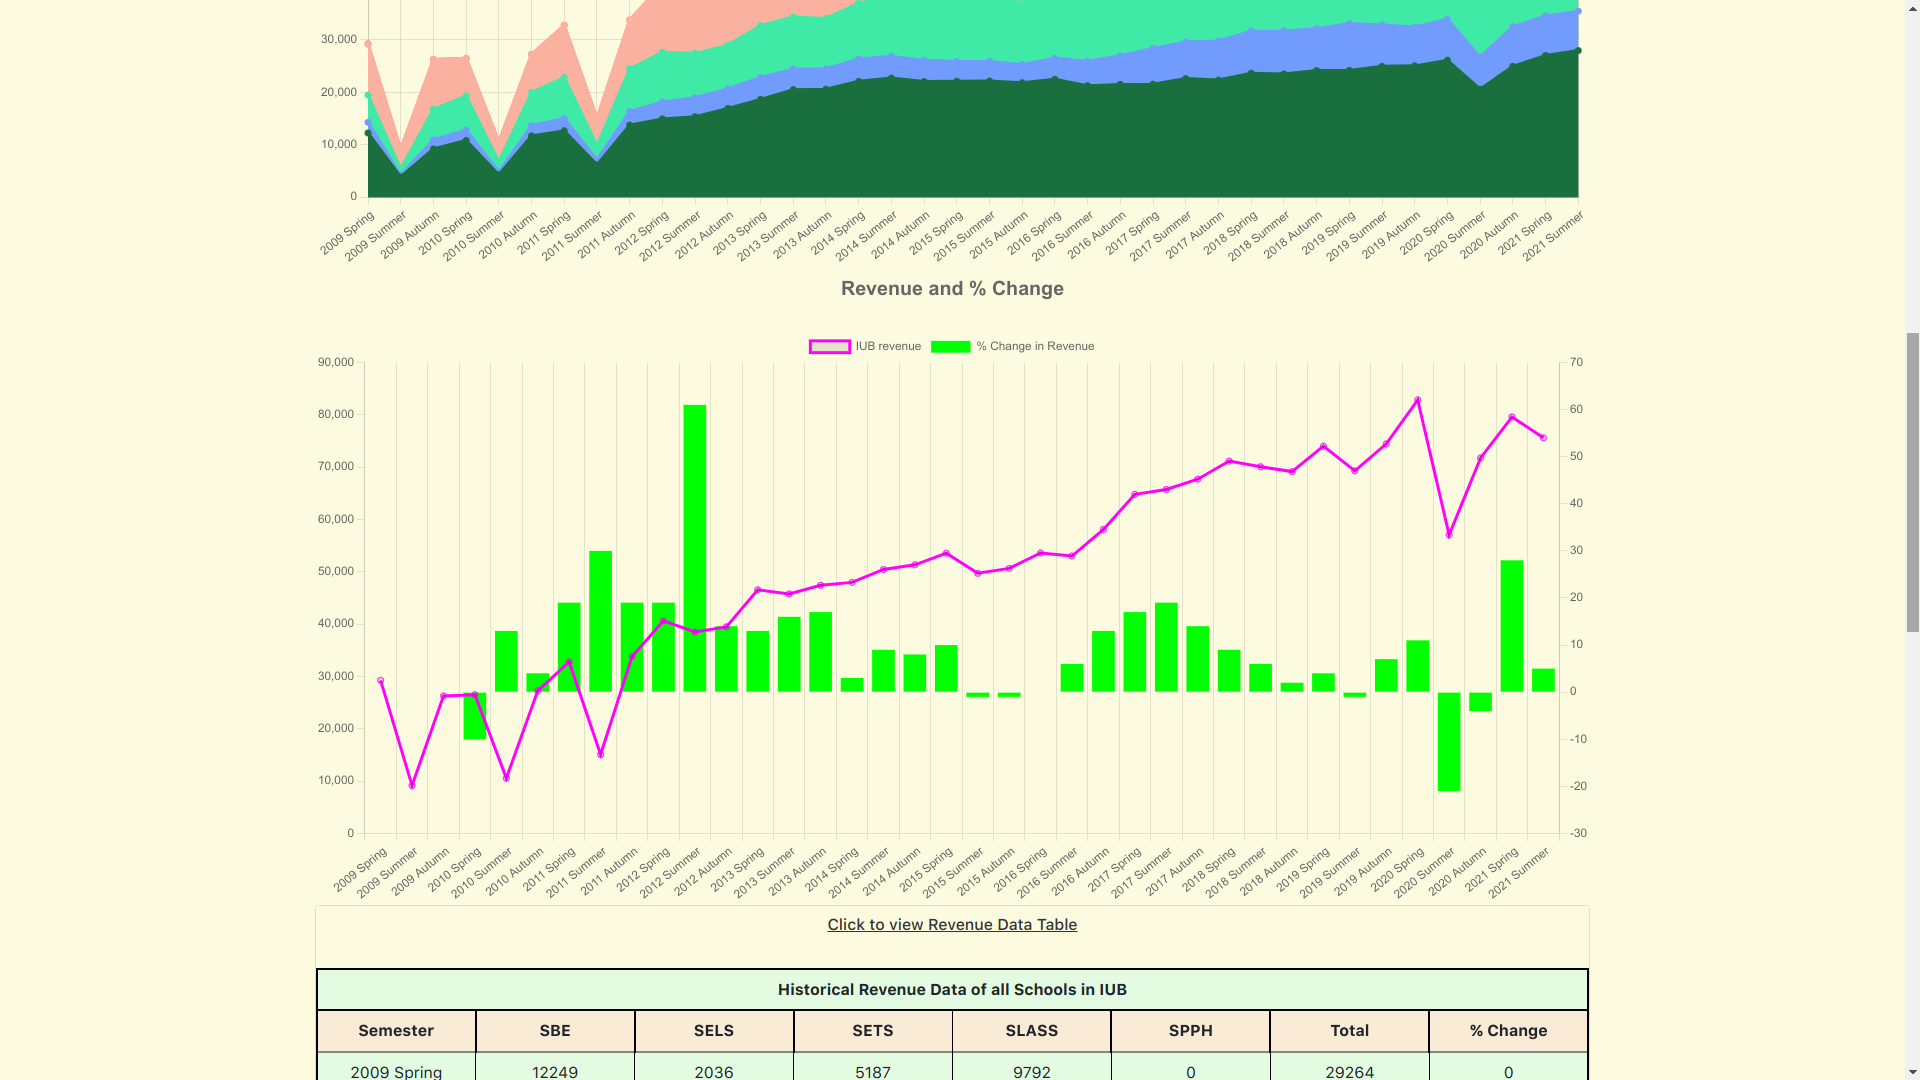 30,000
20,000
10,000
0
2009 Spring
2009 Summer
2009 Autumn
2010 Spring
2010 Summer
2010 Autumn
2011 Spring
2011 Summer
2011 Autumn
2012 Spring
2012 Summer
2012 Autumn
2013 Spring
2013 Summer
2013 Autumn
2014 Spring
2014 Summer
2014 Autumn
2015 Spring
2015 Summer
2015 Autumn
2016 Spring
2016 Summer
2016 Autumn
2017 Spring
2017 Summer
2017 Autumn
2018 Spring
2018 Summer
2018 Autumn
2019 Spring
2019 Summer
2019 Autumn
2020 Spring
2020 Summer
2020 Autumn
2021 Spring
2021 Summer
Revenue and % Change
IUB revenue % Change in Revenue
90,000
80,000
70,000
60,000
50,000
40,000
30,000
20,000
10,000
0
70
60
50
40
30
20
10
0
-10
-20
-30
2009 Spring
2009 Summer
2009 Autumn
2010 Spring
2010 Summer
2010 Autumn
2011 Spring
2011 Summer
2011 Autumn
2012 Spring
2012 Summer
2012 Autumn
2013 Spring
2013 Summer
2013 Autumn
2014 Spring
2014 Summer
2014 Autumn
2015 Spring
2015 Summer
2015 Autumn
2016 Spring
2016 Summer
2016 Autumn
2017 Spring
2017 Summer
2017 Autumn
2018 Spring
2018 Summer
2018 Autumn
2019 Spring
2019 Summer
2019 Autumn
2020 Spring
2020 Summer
2020 Autumn
2021 Spring
2021 Summer
Click to view Revenue Data Table
Historical Revenue Data of all Schools in IUB
Semester SBE SELS SETS SLASS SPPH Total % Change
2009 Spring 12249 2036 5187 9792 0 29264 0